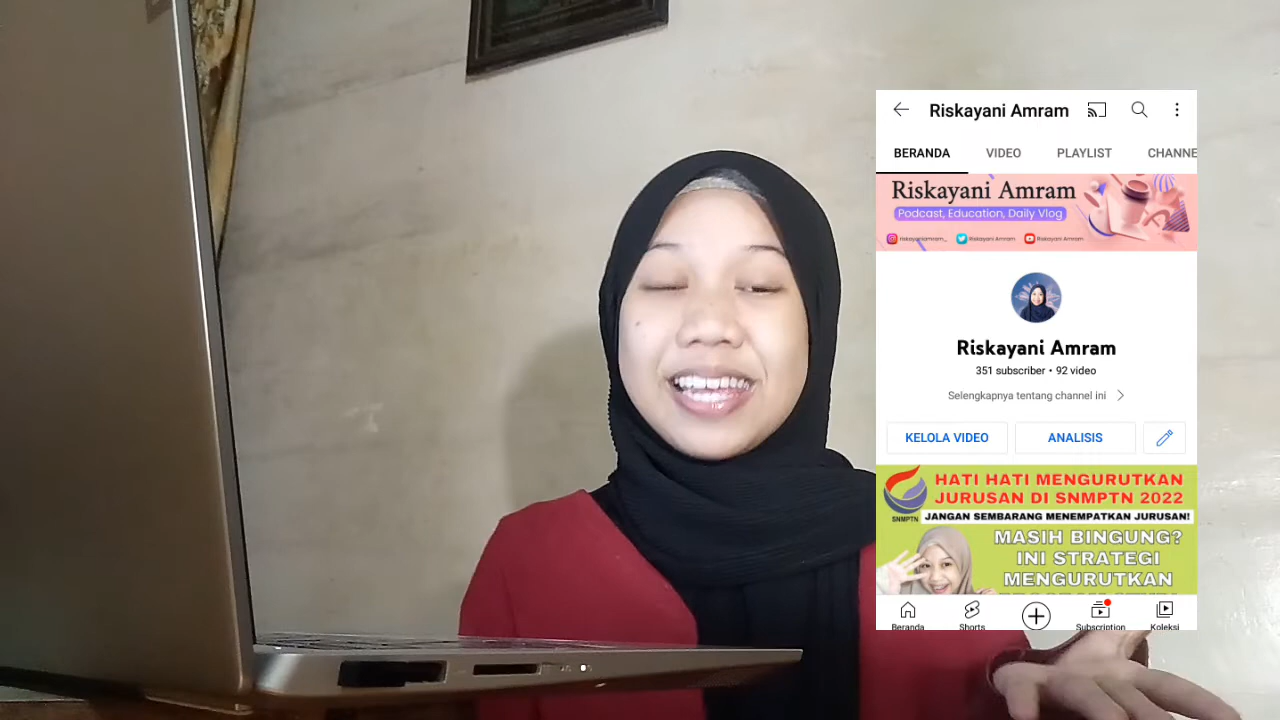 Riskayani Amram
BERANDA VIDEO PLAYLIST CHANNE
Riskayani Amram
Podcast, Education, Daily Vlog
riskayaniamram_ Riskayani Amram Riskayani Amram
Riskayani Amram
351 subscriber • 92 video
Selengkapnya tentang channel ini
KELOLA VIDEO ANALISIS
HATI HATI MENGURUTKAN
JURUSAN DI SNMPTN 2022
SNMPTN
JANGAN SEMBARANG MENEMPATKAN JURUSAN!
MASIH BINGUNG?
INI STRATEGI
MENGURUTKAN
Beranda Shorts Subscription Koleksi